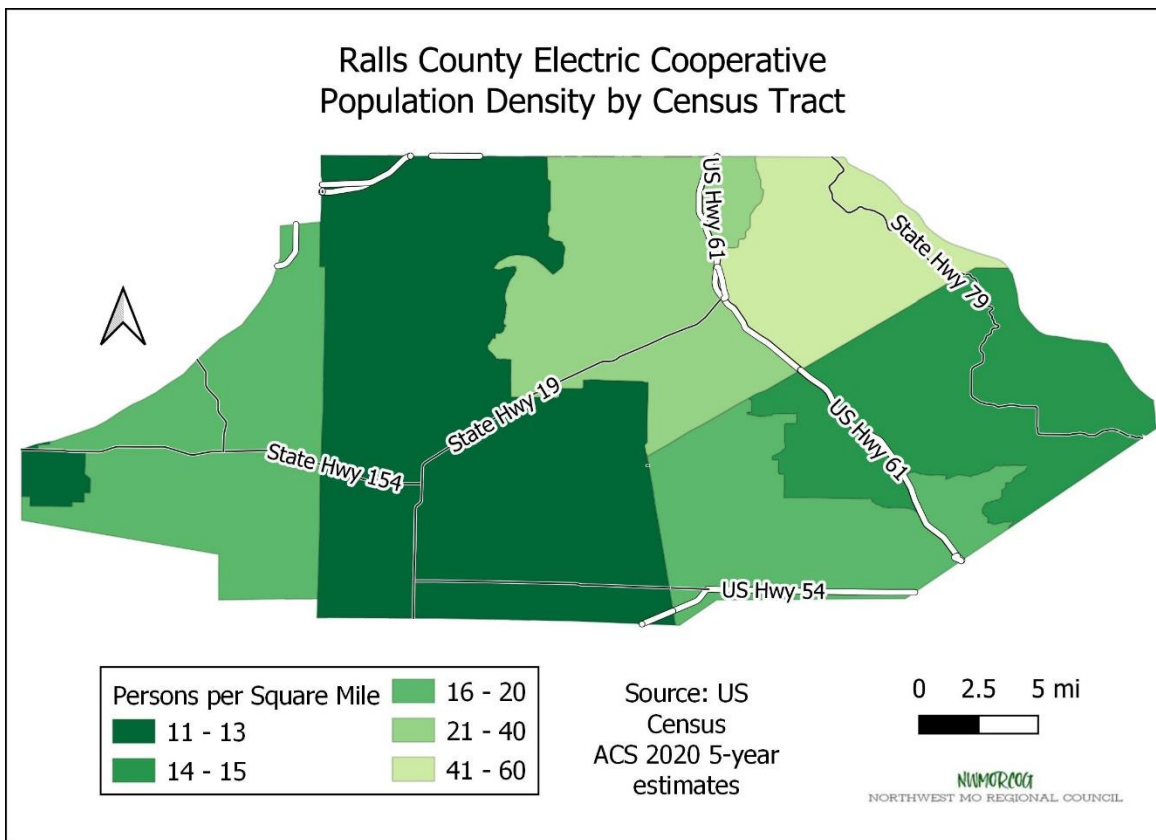 Ralls County Electric Cooperative
Population Density by Census Tract
US Hwy 61
State Hwy 79
State Hwy 19
State Hwy 154
US Hwy 61
US Hwy 54
Persons per Square Mile
11 - 13
14 - 15
16 - 20
21 - 40
41 - 60
Source: US
Census
ACS 2020 5-year
estimates
0 2.5 5 mi
NWMORCOG
NORTHWEST MO REGIONAL COUNCIL